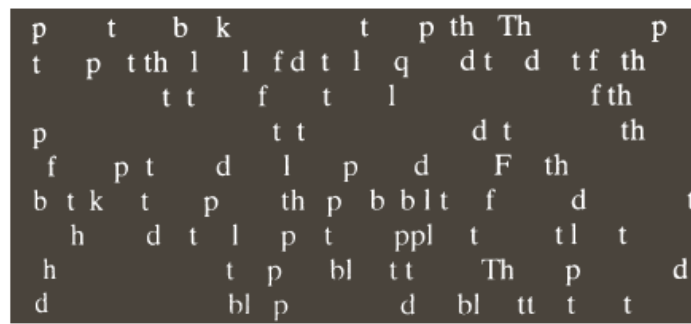 p t b k t p th Th p
t p t th l l f d t l q d t d t f th
t t f t l f th
p t t d t th
f p t d l p d F th
b t k t p th p b b l t f d t
h d t l p t ppl t t l t
h t p bl t t Th p d
d bl p d bl tt t t